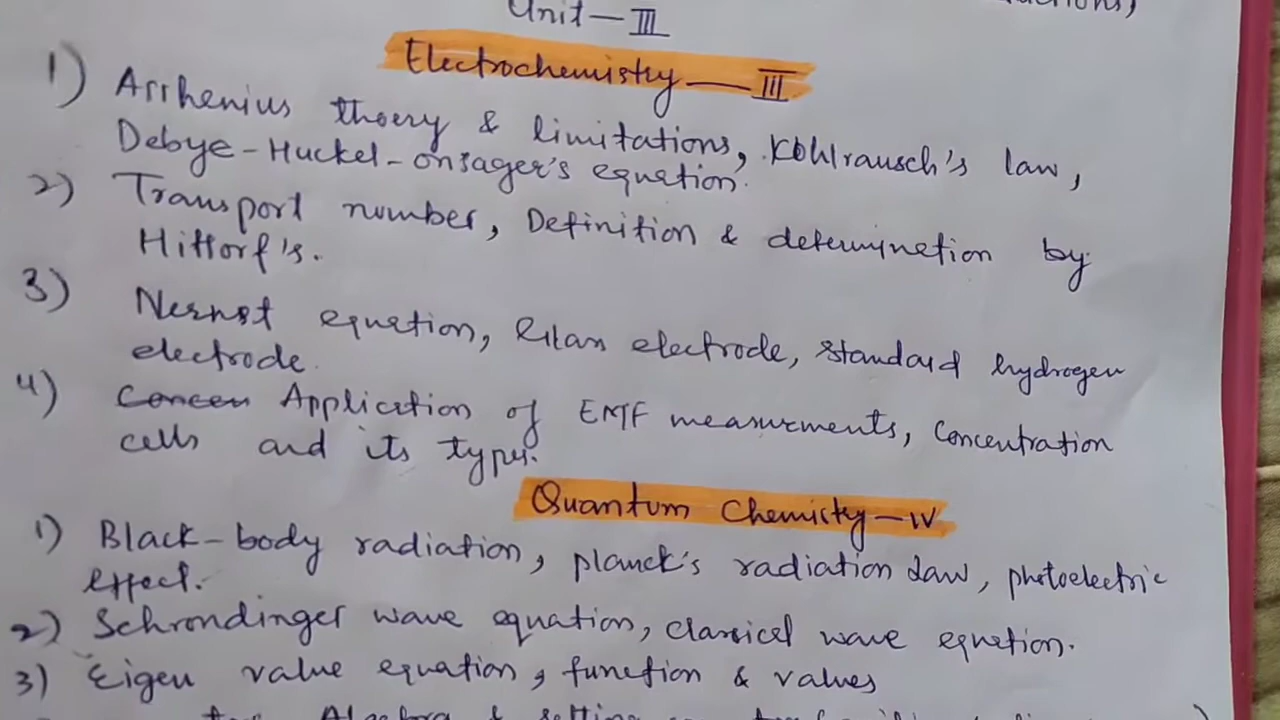 Unit-III
Electrochemistry-III
1) Arrhenius thoery & limitations, Kohlrausch's law,
Debye-Huckel-onsager's equation.
2) Transport number, Definition & determination by
Hittorf's.
3) Nernst equation, electrode, standard hydrogen
electrode.
4) Concen Application of EMF measurments, Concentration
cells and its types.
Quantum Chemistry-IV
1) Black-body radiation, planck's radiation Law, photoelectric
effect.
2) Schrondinger wave equation, classical wave equation.
3) Eigen value equation, function & values
Algebra &